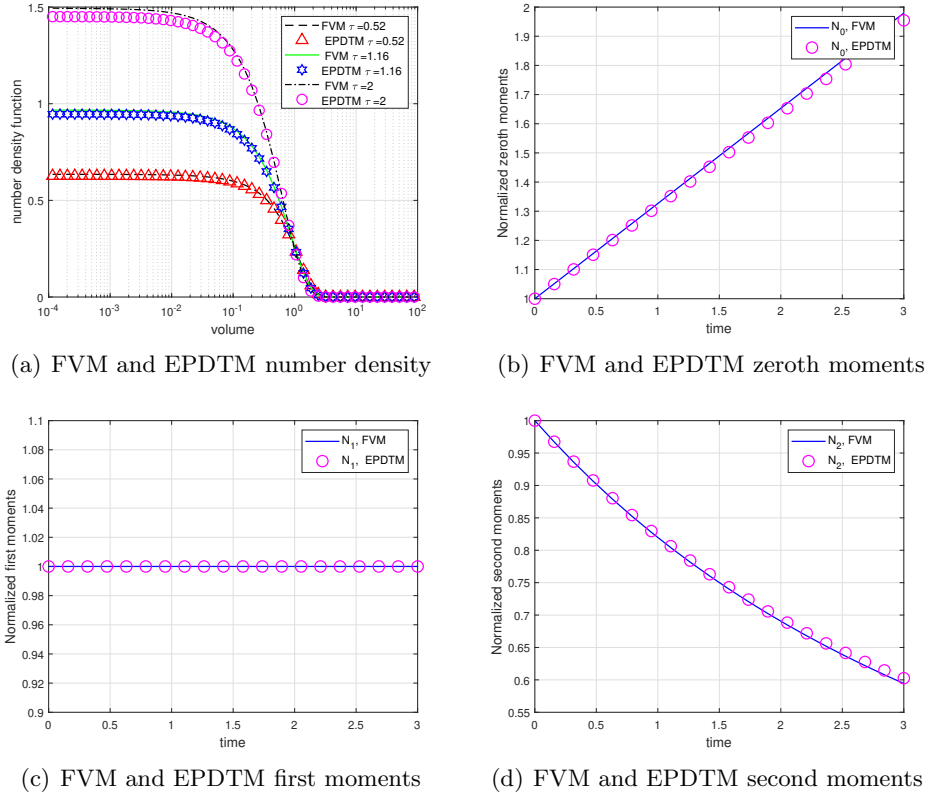 1.5
1
0.5
0
10^-4 10^-3 10^-2 10^-1 10^0 10^1 10^2
volume
number density function
FVM τ =0.52
EPDTM τ =0.52
FVM τ =1.16
EPDTM τ =1.16
FVM τ =2
EPDTM τ =2
(a) FVM and EPDTM number density
2
1.9
1.8
1.7
1.6
1.5
1.4
1.3
1.2
1.1
1
0 0.5 1 1.5 2 2.5 3
time
Normalized zeroth moments
N_0, FVM
N_0, EPDTM
(b) FVM and EPDTM zeroth moments
1.1
1.08
1.06
1.04
1.02
1
0.98
0.96
0.94
0.92
0.9
0 0.5 1 1.5 2 2.5 3
time
Normalized first moments
N_1, FVM
N_1, EPDTM
(c) FVM and EPDTM first moments
1
0.95
0.9
0.85
0.8
0.75
0.7
0.65
0.6
0.55
0 0.5 1 1.5 2 2.5 3
time
Normalized second moments
N_2, FVM
N_2, EPDTM
(d) FVM and EPDTM second moments